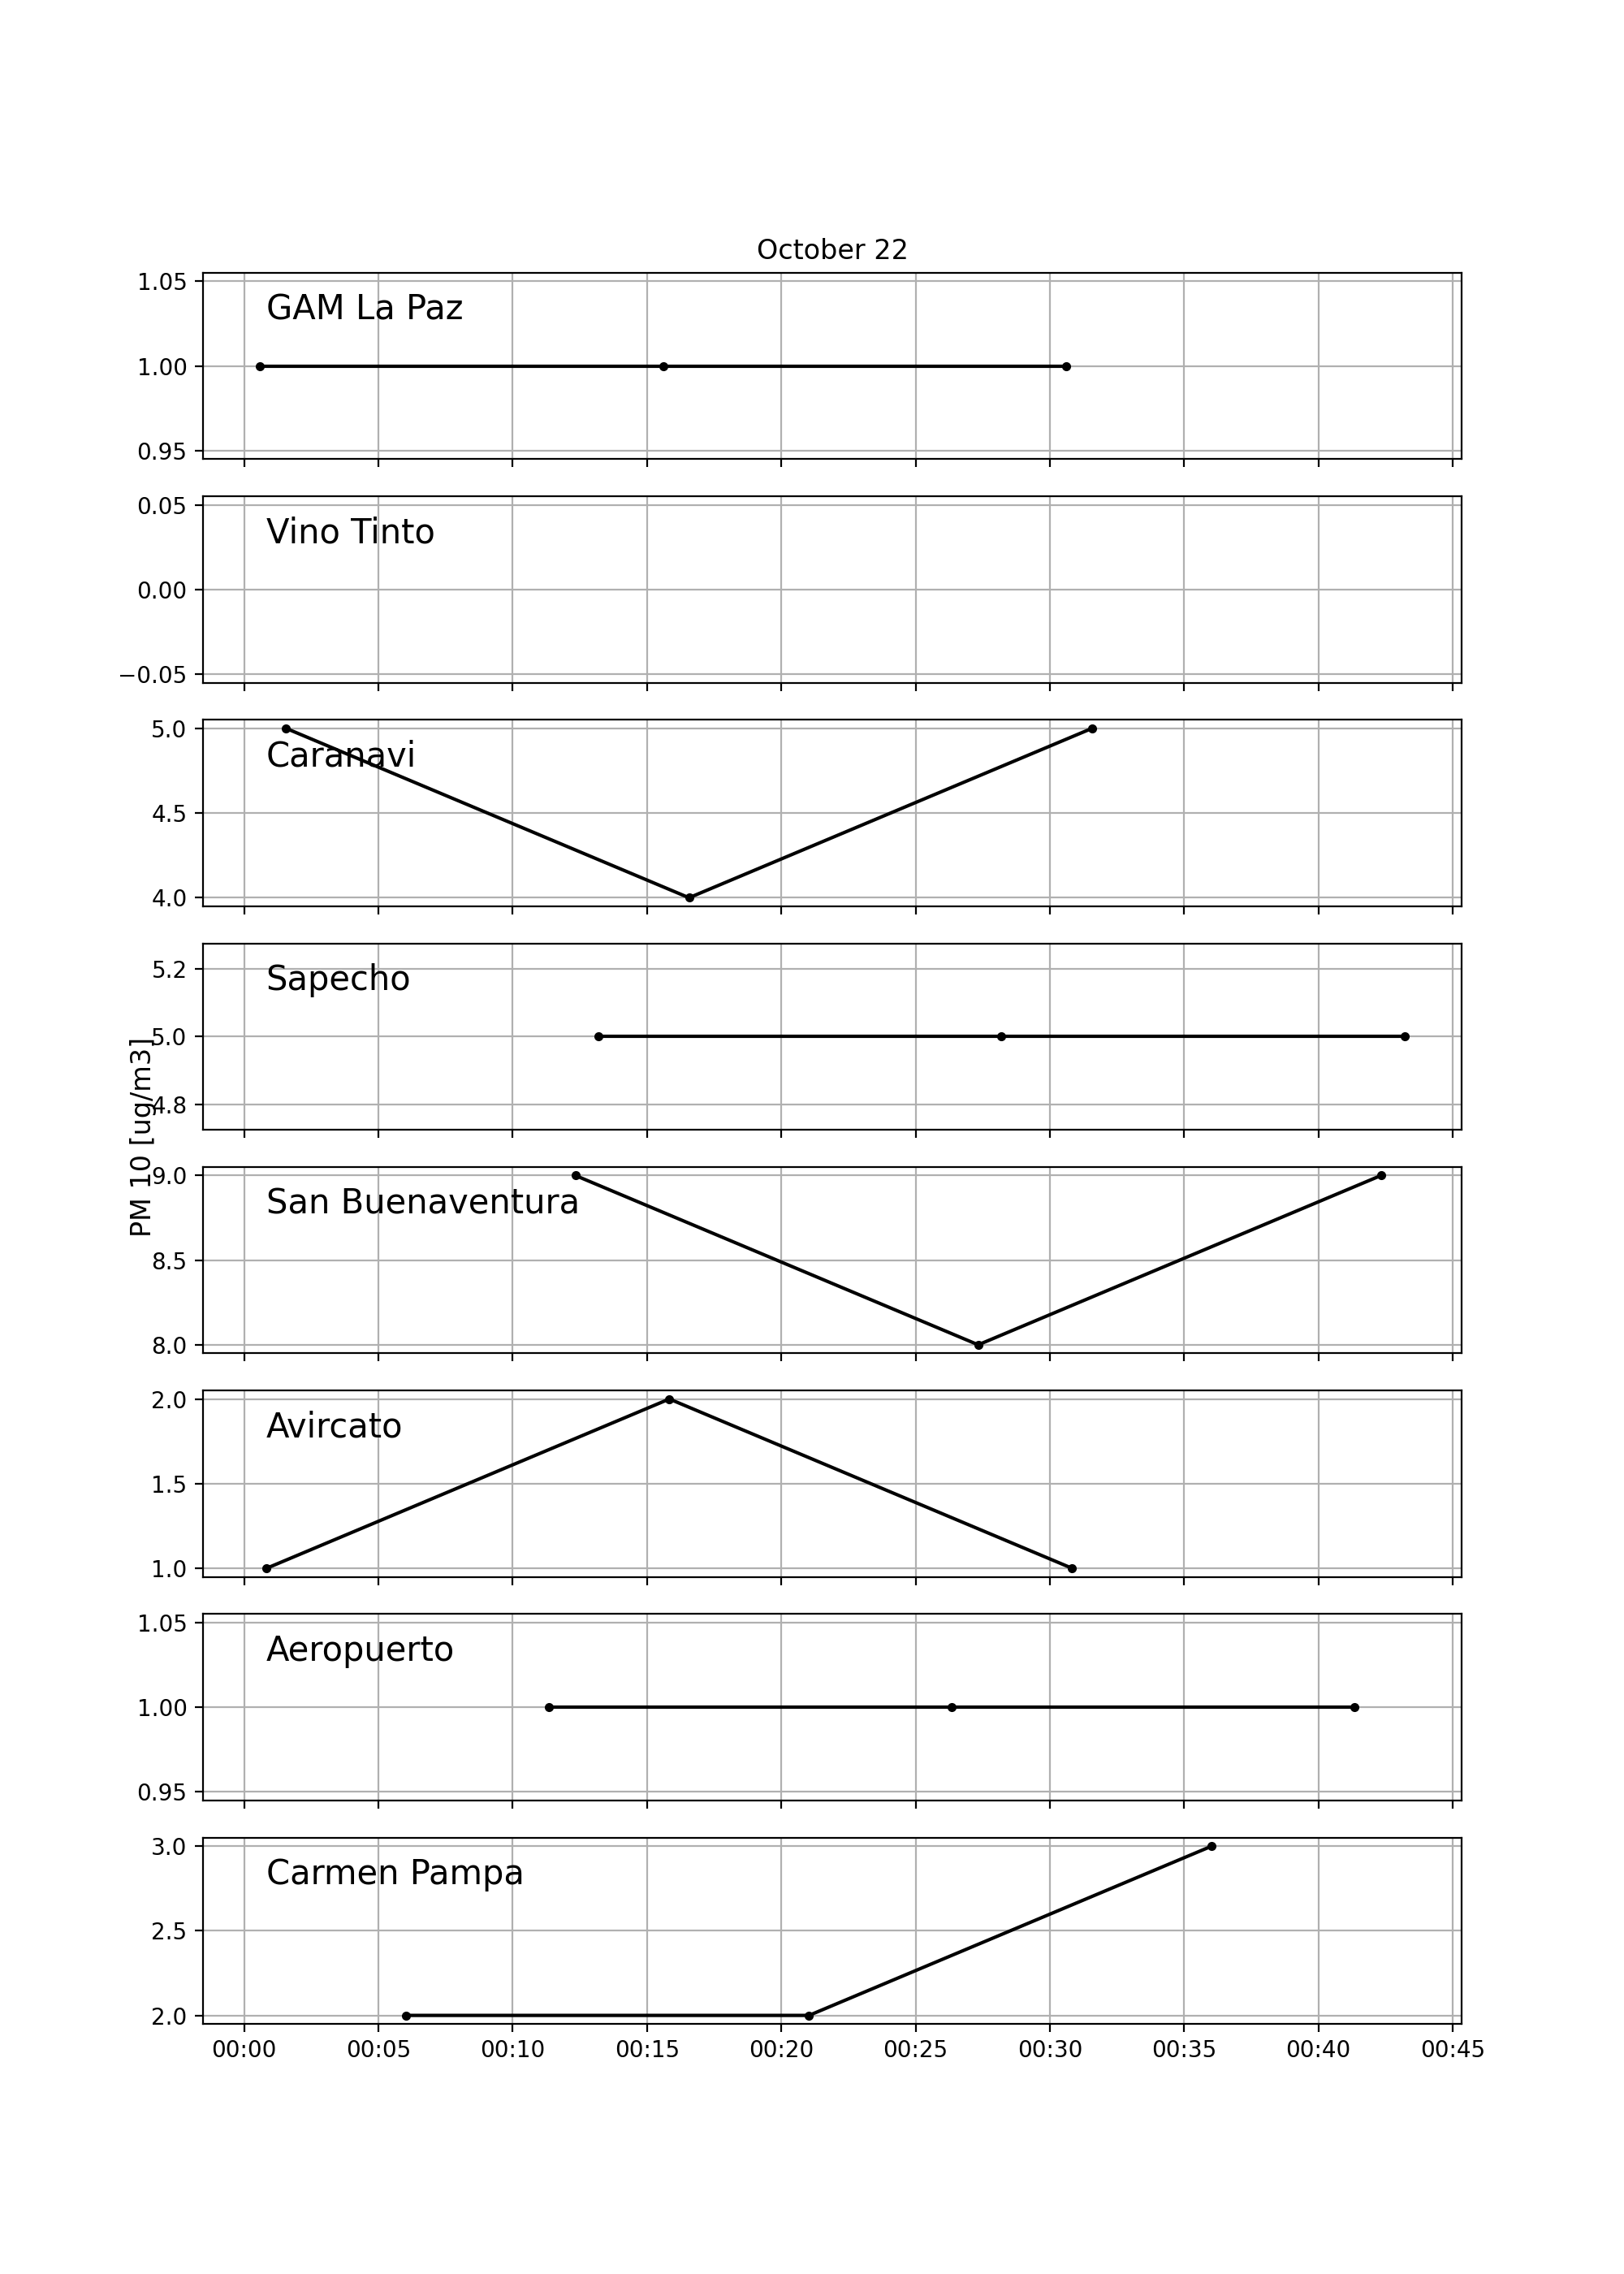 October 22
1.05
GAM La Paz
1.00
0.95
0.05
Vino Tinto
0.00
−0.05
5.0
Caranavi
4.5
4.0
5.2
Sapecho
5.0
4.8
PM 10 [ug/m3]
9.0
San Buenaventura
8.5
8.0
2.0
Avircato
1.5
1.0
1.05
Aeropuerto
1.00
0.95
3.0
Carmen Pampa
2.5
2.0
00:00 00:05 00:10 00:15 00:20 00:25 00:30 00:35 00:40 00:45